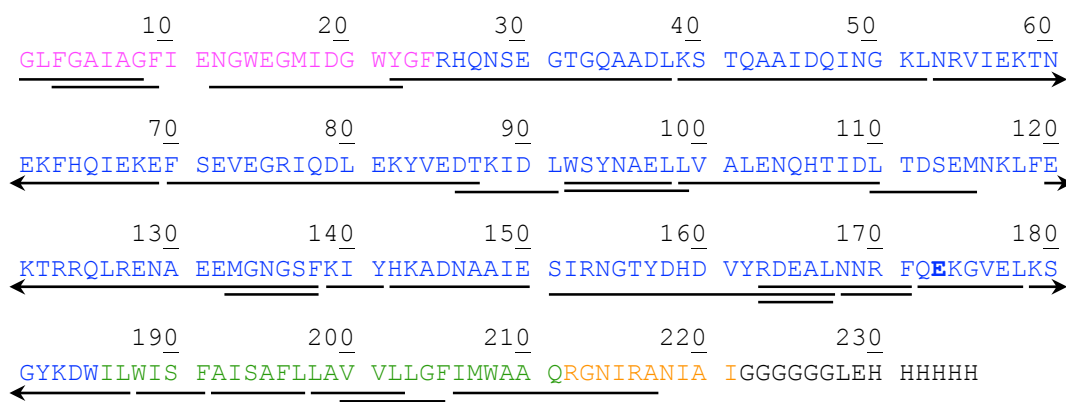 10 20 30 40 50 60
GLFGAIAGFI ENGWEGMIDG WYGFRHQNSE GTGQAADLKS TQAAIDQING KLNRVIEKTN
70 80 90 100 110 120
EKFHQIEKEF SEVEGRIQDL EKYVEDTKID LWSYNAELLV ALENQHTIDL TDSEMNKLFE
130 140 150 160 170 180
KTRRQLRENA EEMGNGSFKI YHKADNAAIE SIRNGTYDHD VYRDEALNNR FQEKGVELKS
190 200 210 220 230
GYKDWILWIS FAISAFLLAV VLLGFIMWAA QRGNIRANIA IGGGGGGLEH HHHHH